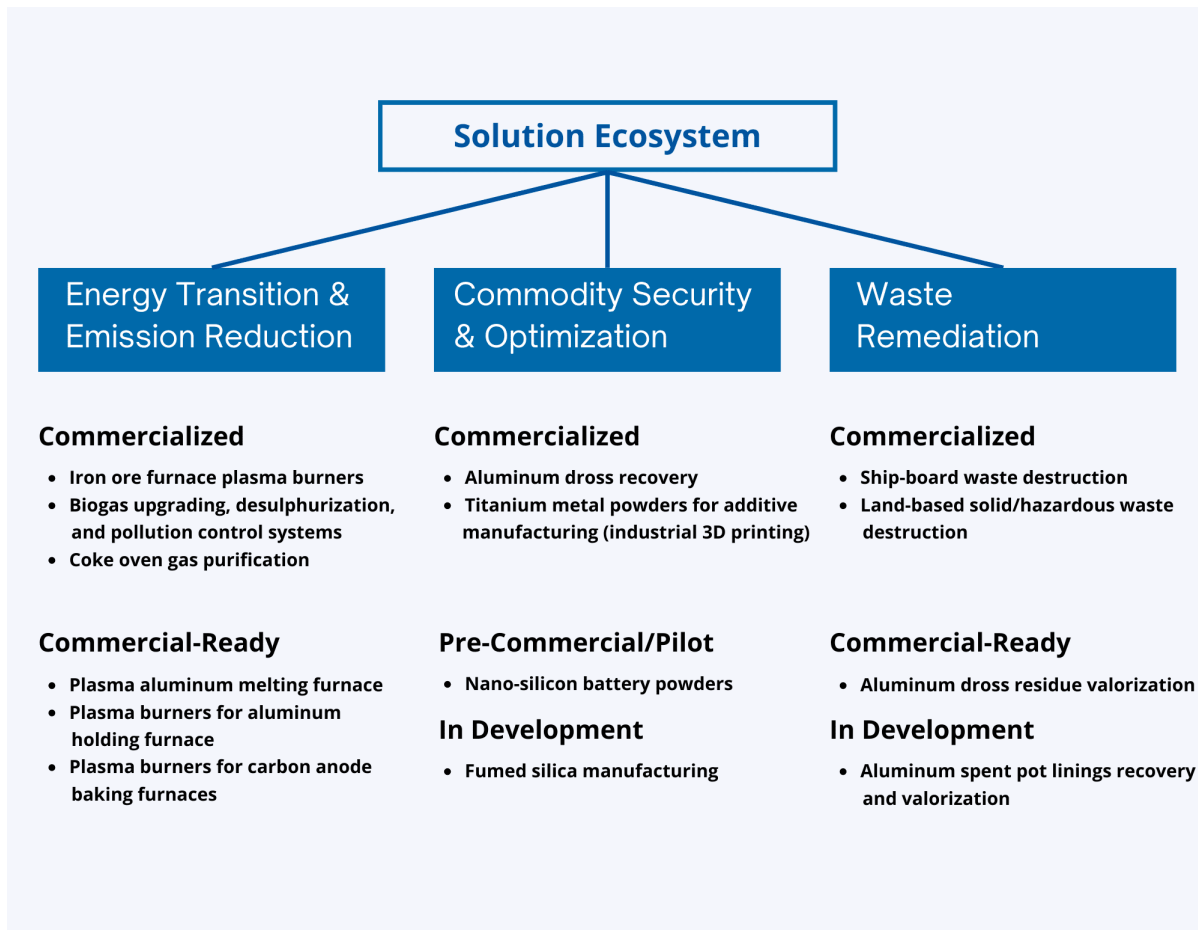 Solution Ecosystem
Energy Transition &
Emission Reduction
Commercialized
• Iron ore furnace plasma burners
• Biogas upgrading, desulphurization,
and pollution control systems
• Coke oven gas purification
Commercial-Ready
• Plasma aluminum melting furnace
• Plasma burners for aluminum
holding furnace
• Plasma burners for carbon anode
baking furnaces
Commodity Security
& Optimization
Commercialized
• Aluminum dross recovery
• Titanium metal powders for additive
manufacturing (industrial 3D printing)
Pre-Commercial/Pilot
• Nano-silicon battery powders
In Development
• Fumed silica manufacturing
Waste
Remediation
Commercialized
• Ship-board waste destruction
• Land-based solid/hazardous waste
destruction
Commercial-Ready
• Aluminum dross residue valorization
In Development
• Aluminum spent pot linings recovery
and valorization